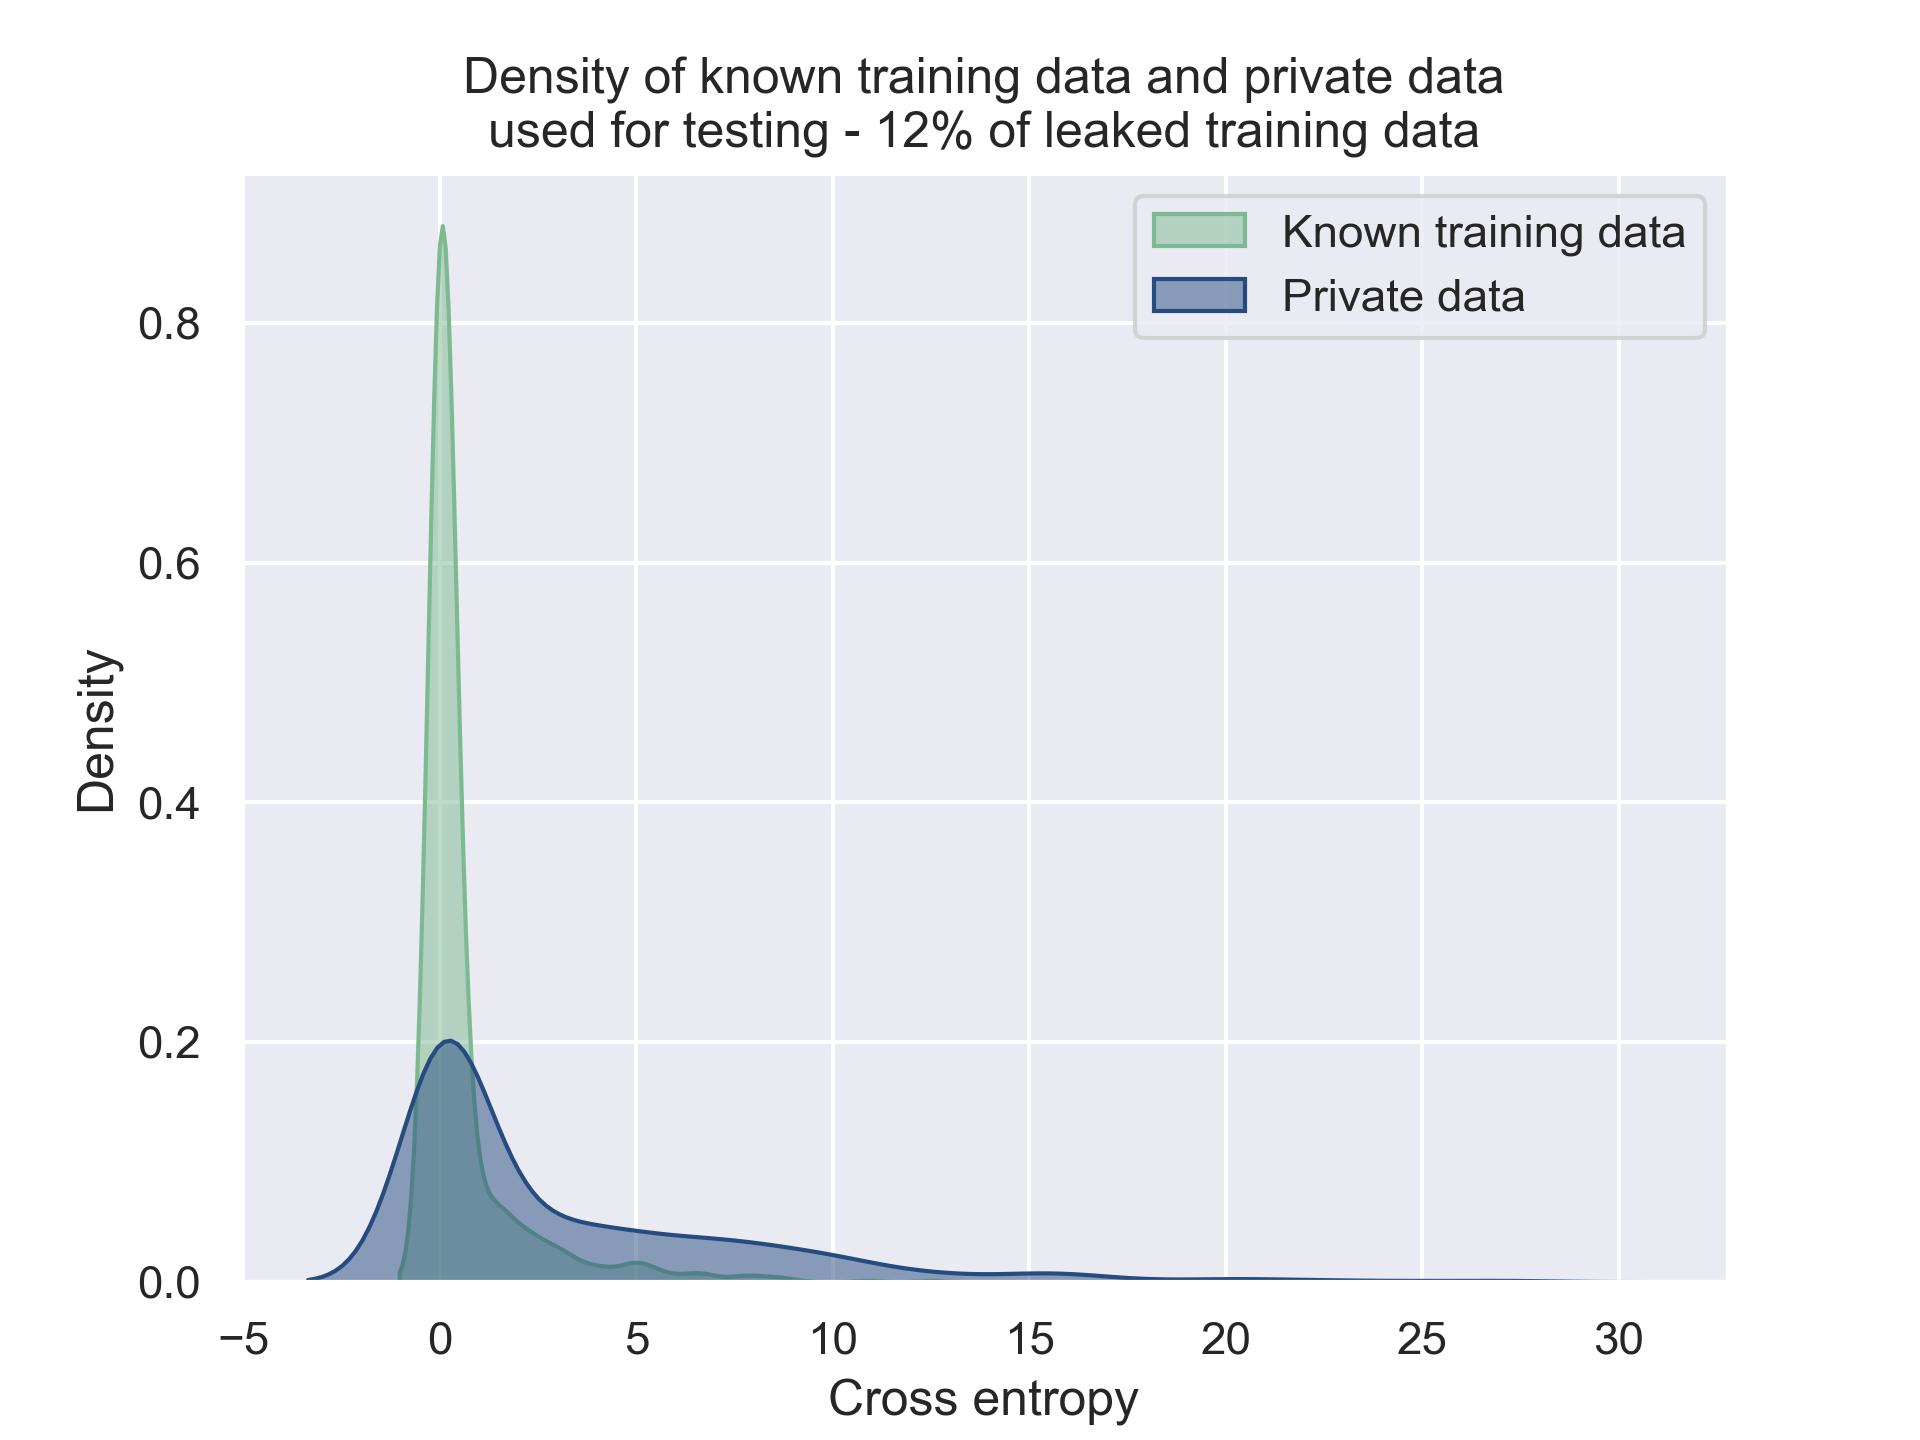 Density of known training data and private data
used for testing - 12% of leaked training data
Known training data
Private data
Density
0.8
0.6
0.4
0.2
0.0
−5 0 5 10 15 20 25 30
Cross entropy